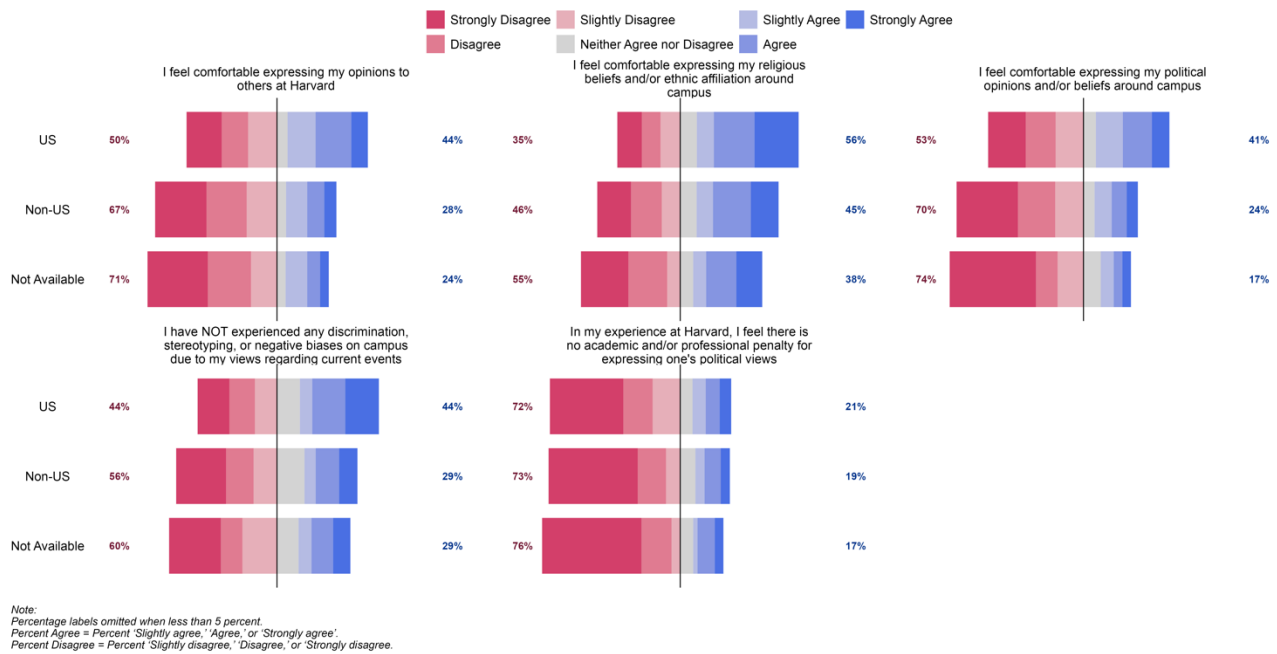 Strongly Disagree Slightly Disagree Slightly Agree Strongly Agree
Disagree Neither Agree nor Disagree Agree
I feel comfortable expressing my opinions to
others at Harvard
I feel comfortable expressing my religious
beliefs and/or ethnic affiliation around
campus
I feel comfortable expressing my political
opinions and/or beliefs around campus
US 50% 44% 35% 56% 53% 41%
Non-US 67% 28% 46% 45% 70% 24%
Not Available 71% 24% 55% 38% 74% 17%
I have NOT experienced any discrimination,
stereotyping, or negative biases on campus
due to my views regarding current events
In my experience at Harvard, I feel there is
no academic and/or professional penalty for
expressing one's political views
US 44% 44% 72% 21%
Non-US 56% 29% 73% 19%
Not Available 60% 29% 76% 17%
Note:
Percentage labels omitted when less than 5 percent.
Percent Agree = Percent 'Slightly agree,' 'Agree,' or 'Strongly agree'.
Percent Disagree = Percent 'Slightly disagree,' 'Disagree,' or 'Strongly disagree.